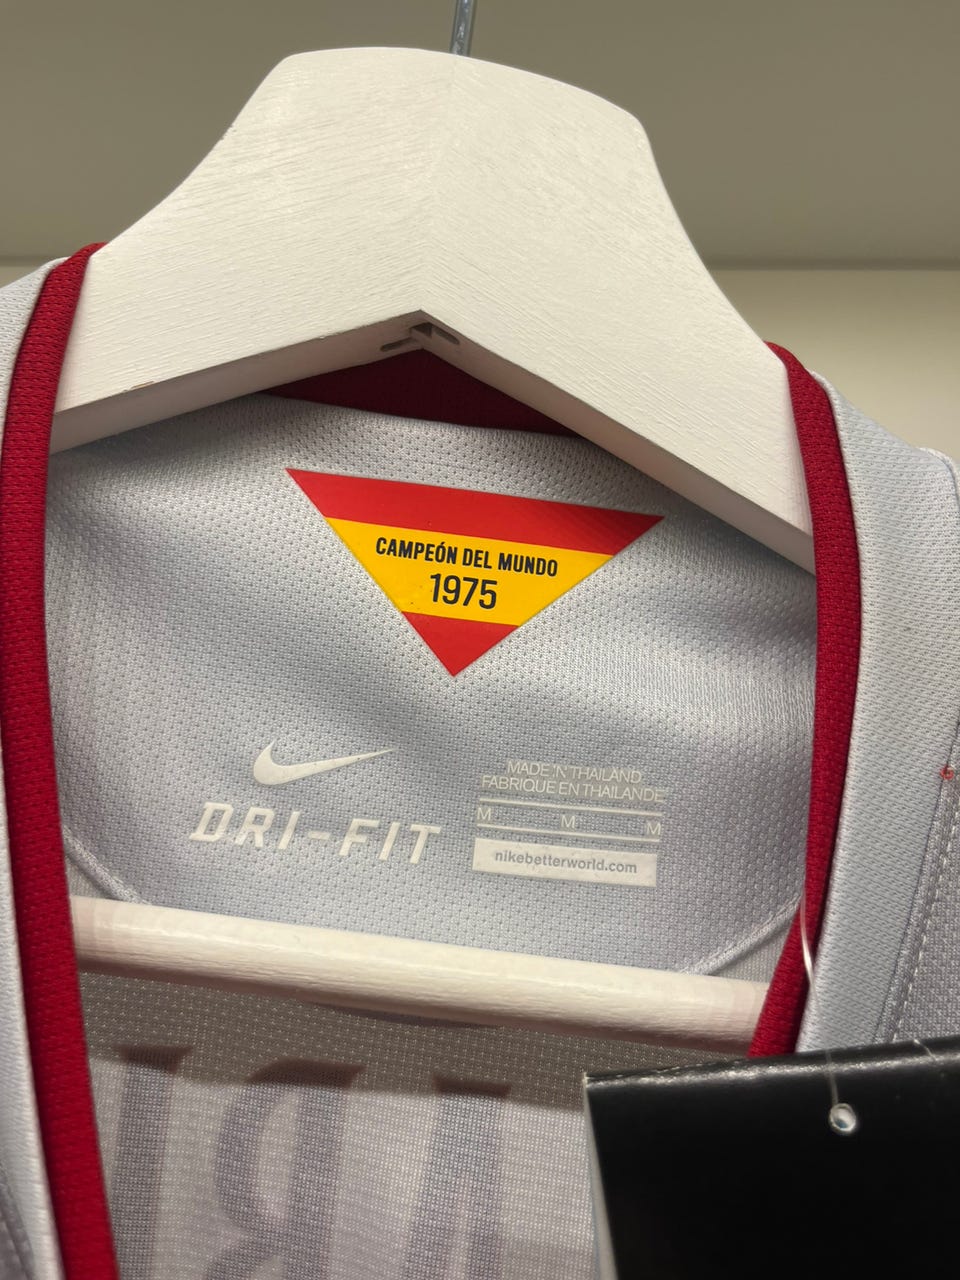 CAMPEÓN DEL MUNDO
1975
DRI-FIT
MADE IN THAILAND
FABRIQUE EN THAILANDE
M M M
nikebetterworld.com